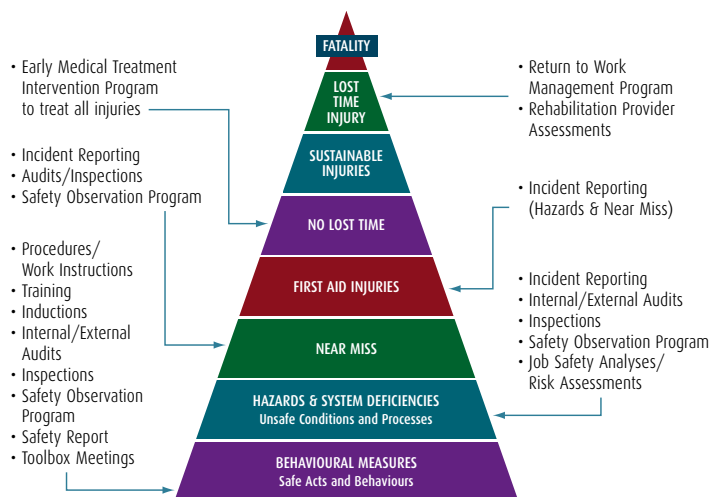 FATALITY
LOST
TIME
INJURY
SUSTAINABLE
INJURIES
NO LOST TIME
FIRST AID INJURIES
NEAR MISS
HAZARDS & SYSTEM DEFICIENCIES
Unsafe Conditions and Processes
BEHAVIOURAL MEASURES
Safe Acts and Behaviours
• Early Medical Treatment
Intervention Program
to treat all injuries
• Incident Reporting
• Audits/Inspections
• Safety Observation Program
• Procedures/
Work Instructions
• Training
• Inductions
• Internal/External
Audits
• Inspections
• Safety Observation
Program
• Safety Report
• Toolbox Meetings
• Return to Work
Management Program
• Rehabilitation Provider
Assessments
• Incident Reporting
(Hazards & Near Miss)
• Incident Reporting
• Internal/External Audits
• Inspections
• Safety Observation Program
• Job Safety Analyses/
Risk Assessments